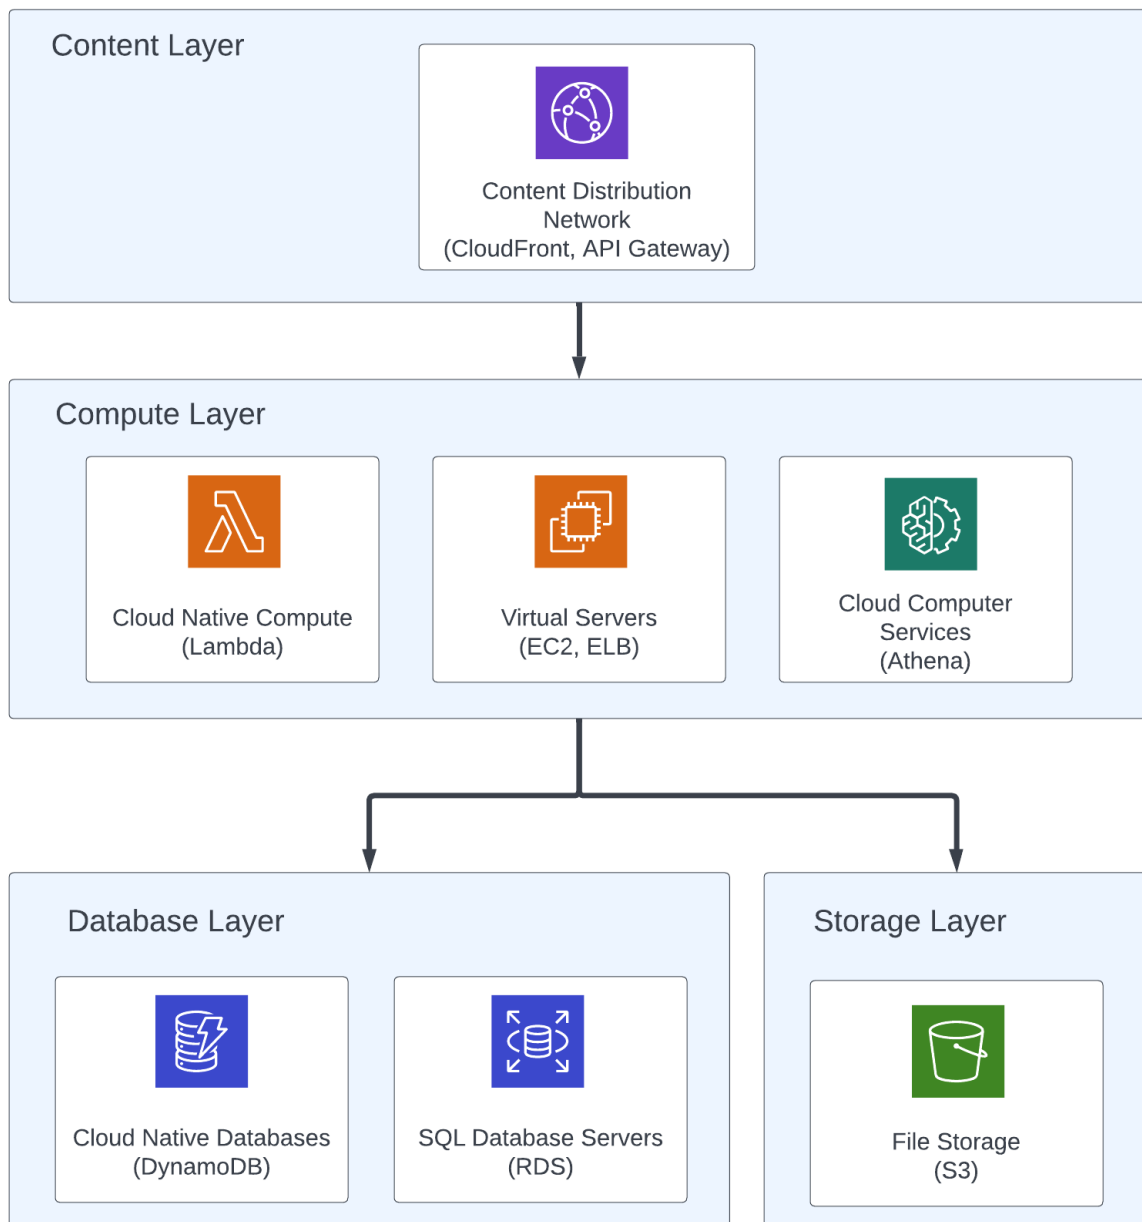 Content Layer
Content Distribution
Network
(CloudFront, API Gateway)
Compute Layer
Cloud Native Compute
(Lambda)
Virtual Servers
(EC2, ELB)
Cloud Computer
Services
(Athena)
Database Layer
Cloud Native Databases
(DynamoDB)
SQL Database Servers
(RDS)
Storage Layer
File Storage
(S3)